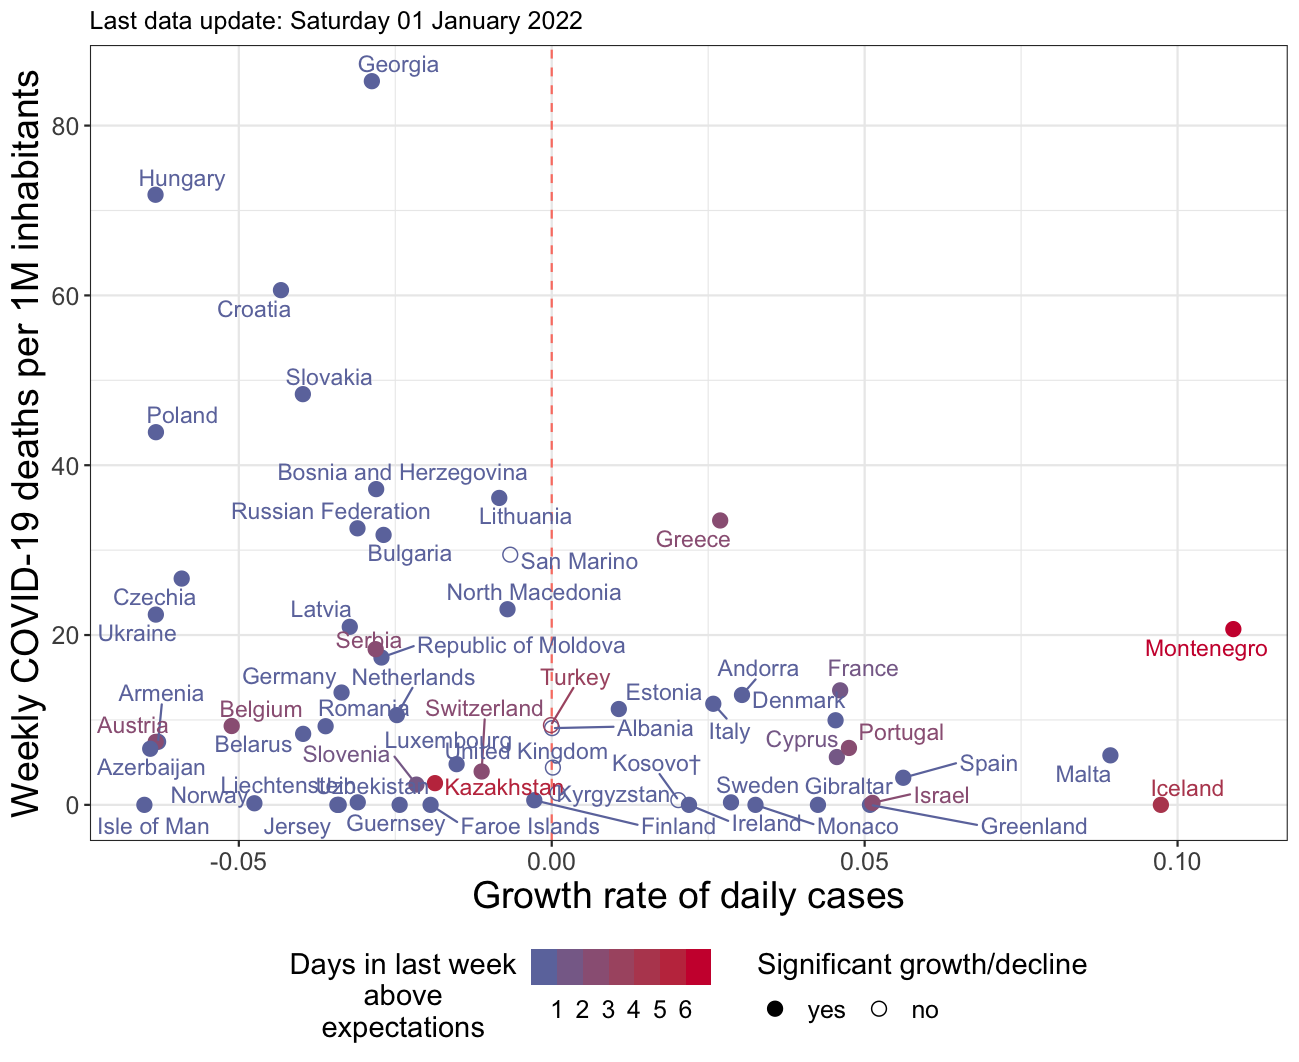 Last data update: Saturday 01 January 2022
Weekly COVID-19 deaths per 1M inhabitants
80
60
40
20
0
Georgia
Hungary
Croatia
Slovakia
Poland
Bosnia and Herzegovina
Russian Federation
Lithuania
Greece
Bulgaria
San Marino
Czechia
North Macedonia
Latvia
Ukraine
Serbia
Republic of Moldova
Montenegro
Germany
Netherlands
Turkey
Andorra
France
Armenia
Estonia
Denmark
Belgium
Romania
Switzerland
Austria
Albania
Italy
Portugal
Belarus
Luxembourg
Cyprus
Slovenia
United Kingdom
Kosovo†
Spain
Azerbaijan
Malta
Liechtenstein
Uzbekistan
Kazakhstan
Sweden
Gibraltar
Iceland
Norway
Kyrgyzstan
Israel
Isle of Man
Jersey
Guernsey
Faroe Islands
Finland
Ireland
Monaco
Greenland
-0.05
0.00
0.05
0.10
Growth rate of daily cases
Days in last week
above
expectations
1 2 3 4 5 6
Significant growth/decline
yes
no